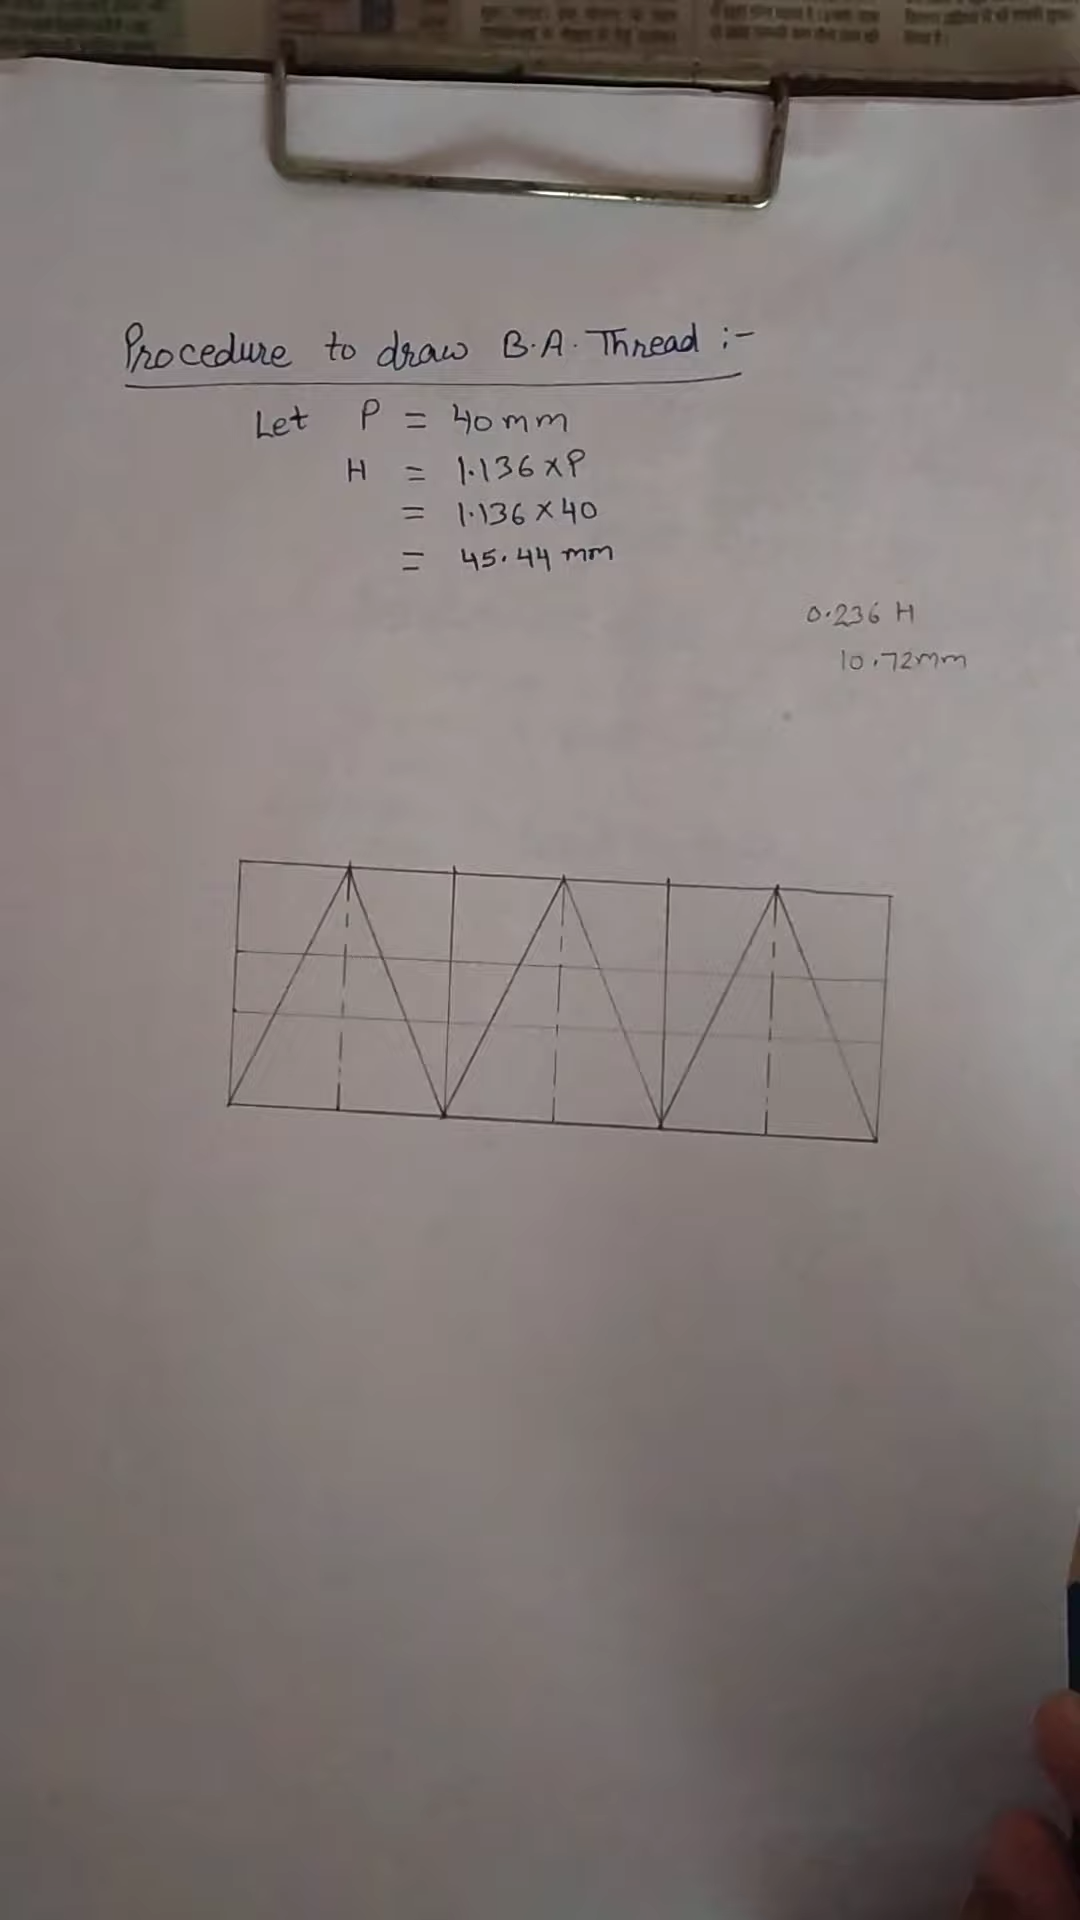 Procedure to draw B.A. Thread :-
Let P = 40mm
H = 1.136×P
= 1.136×40
= 45.44 mm
0.236 H
10.72mm